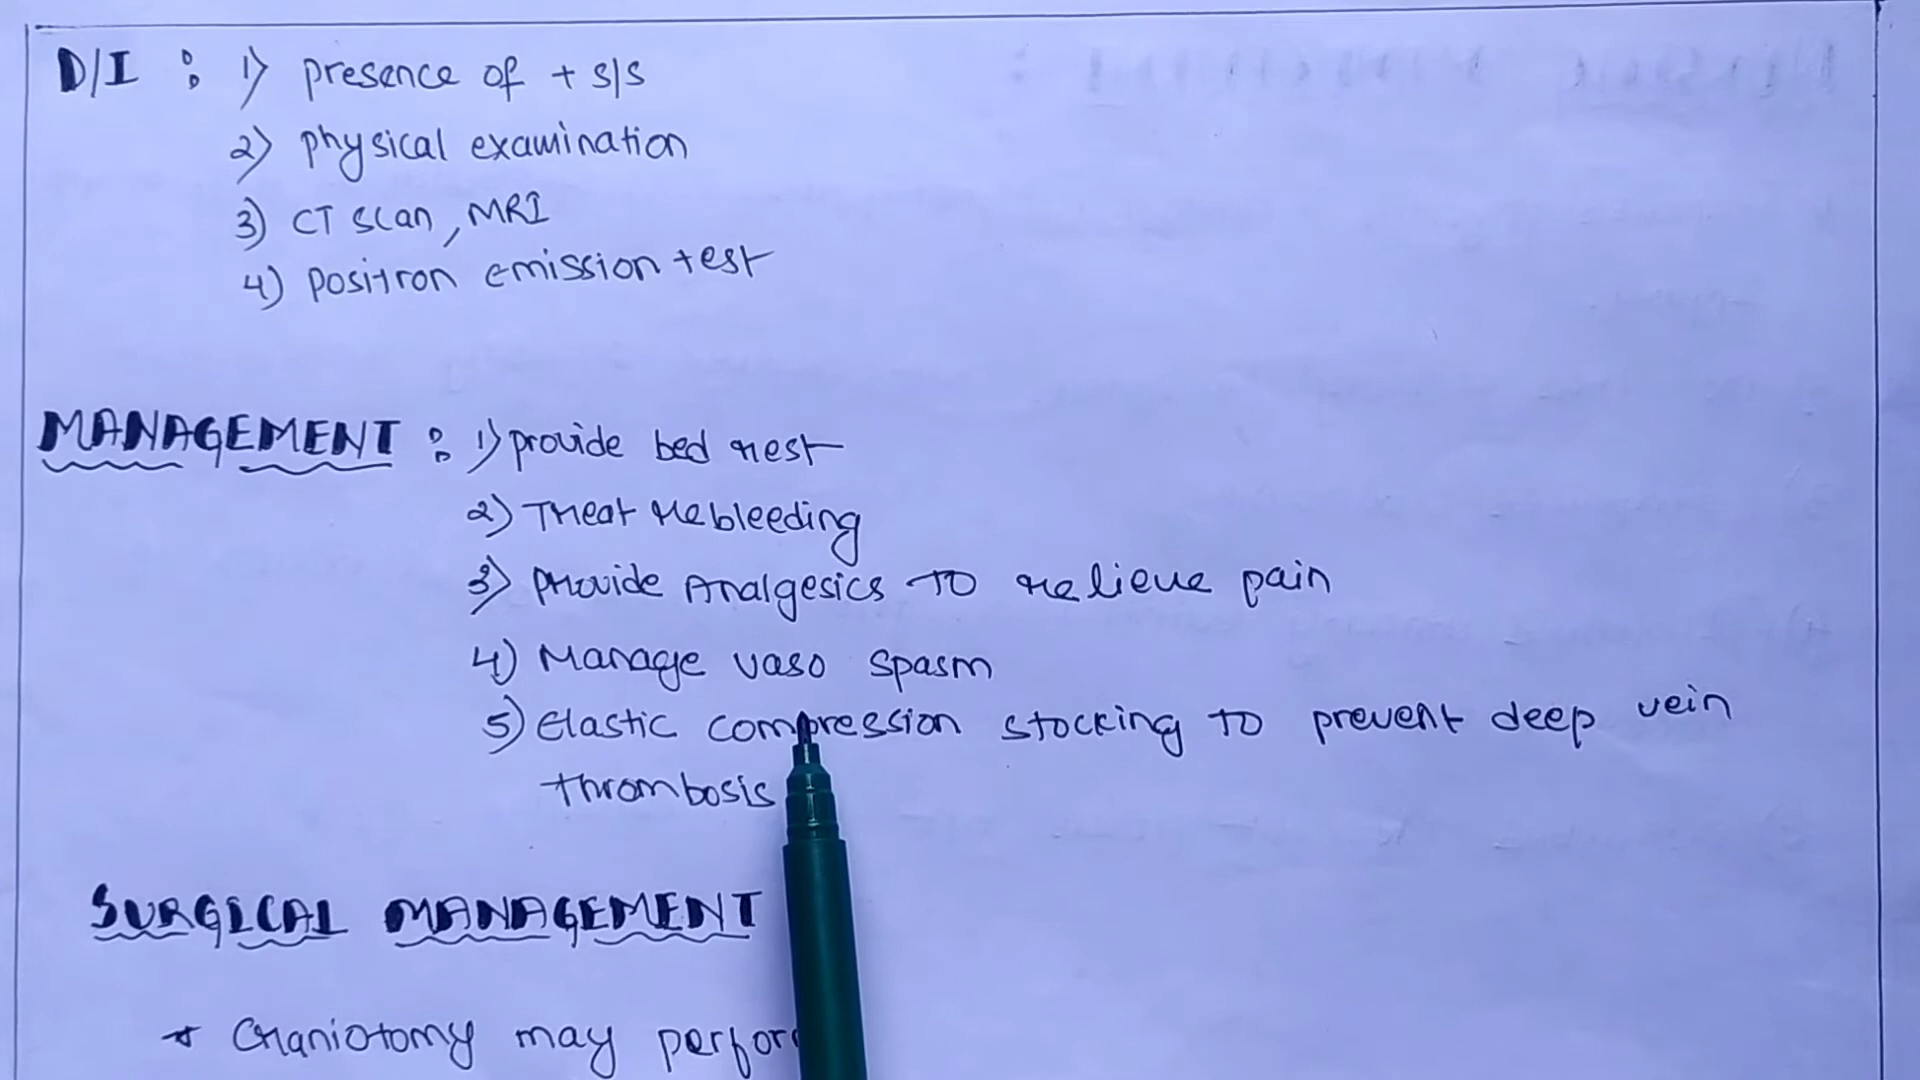 D/I : 1) presence of + s/s
2) physical examination
3) CT scan, MRI
4) Positron emission test
MANAGEMENT : 1) provide bed rest
2) Treat rebleeding
3) Provide Analgesics TO relieve pain
4) Manage vaso spasm
5) Elastic compression stocking TO prevent deep vein
thrombosis
SURGICAL MANAGEMENT
* Craniotomy may